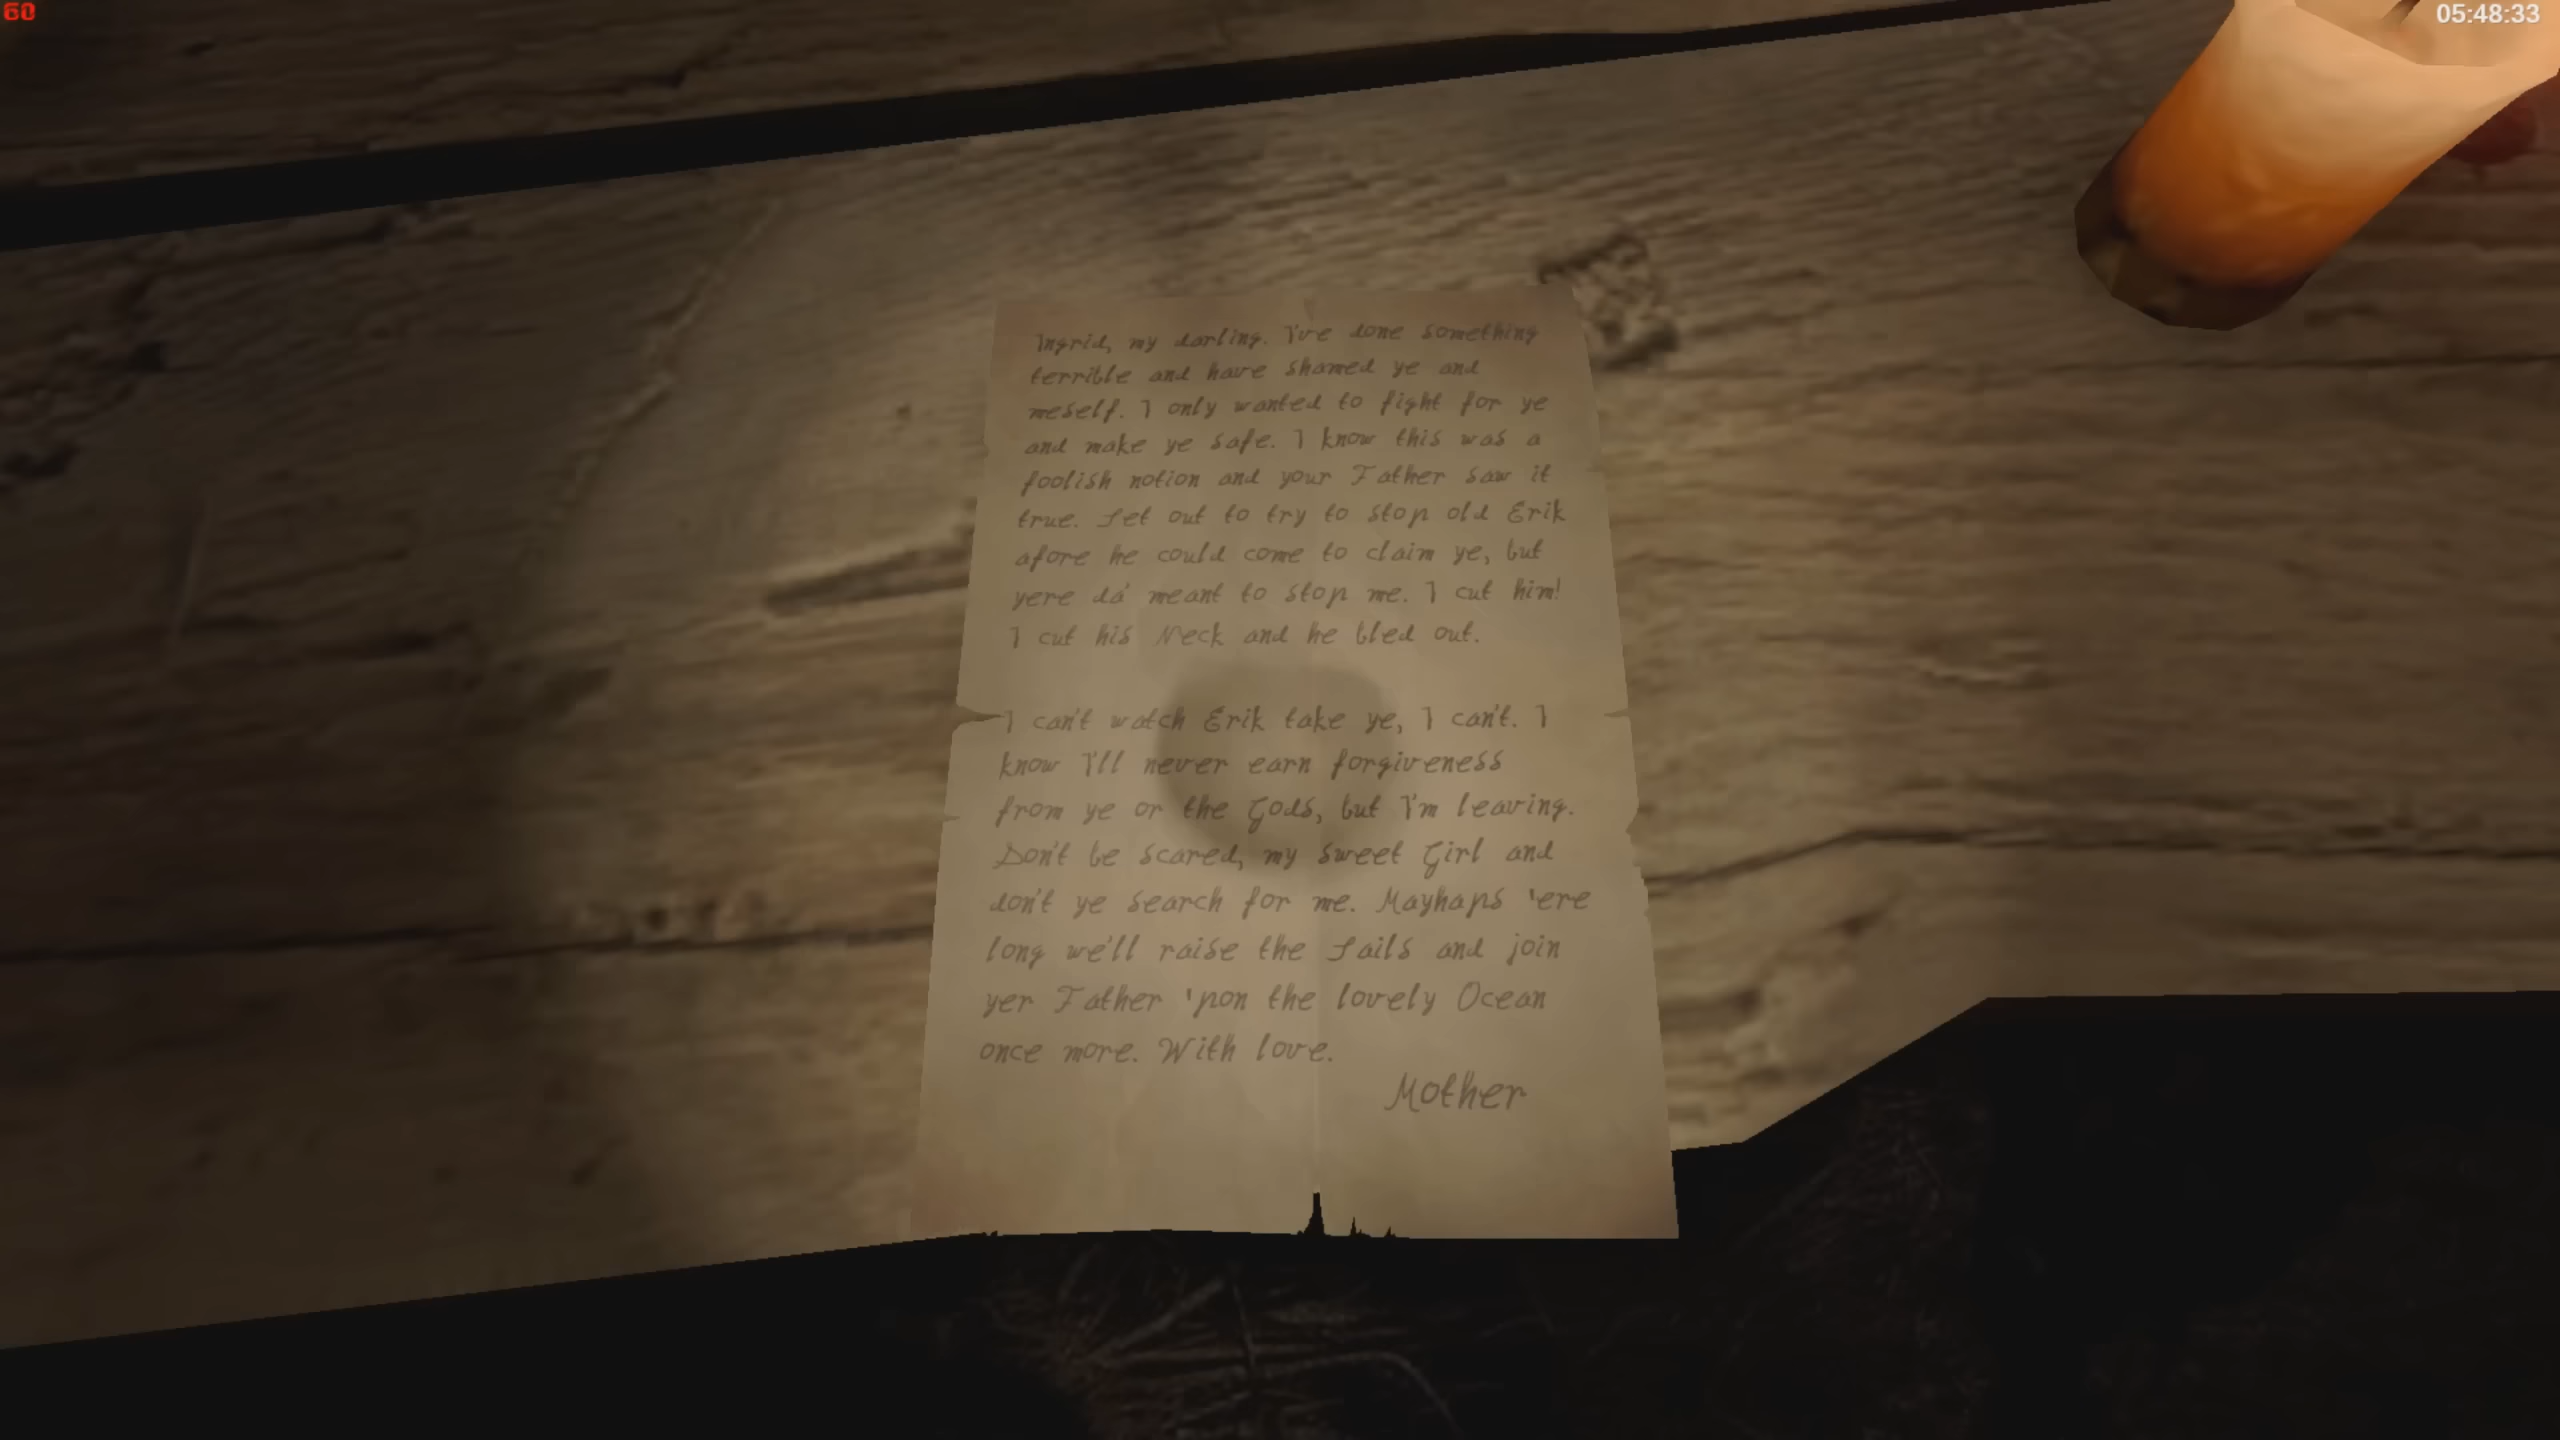 60
05:48:33
Ingrid, my darling. I've done something
terrible and have shamed ye and
meself. I only wanted to fight for ye
and make ye safe. I know this was a
foolish notion and your Father saw it
true. Set out to try to stop old Erik
afore he could come to claim ye, but
yere da' meant to stop me. I cut him!
I cut his Neck and he bled out.
I can't watch Erik take ye, I can't. I
know I'll never earn forgiveness
from ye or the Gods, but I'm leaving.
Don't be scared, my sweet Girl and
don't ye search for me. Mayhaps 'ere
long we'll raise the Sails and join
yer Father 'pon the lovely Ocean
once more. With love.
Mother